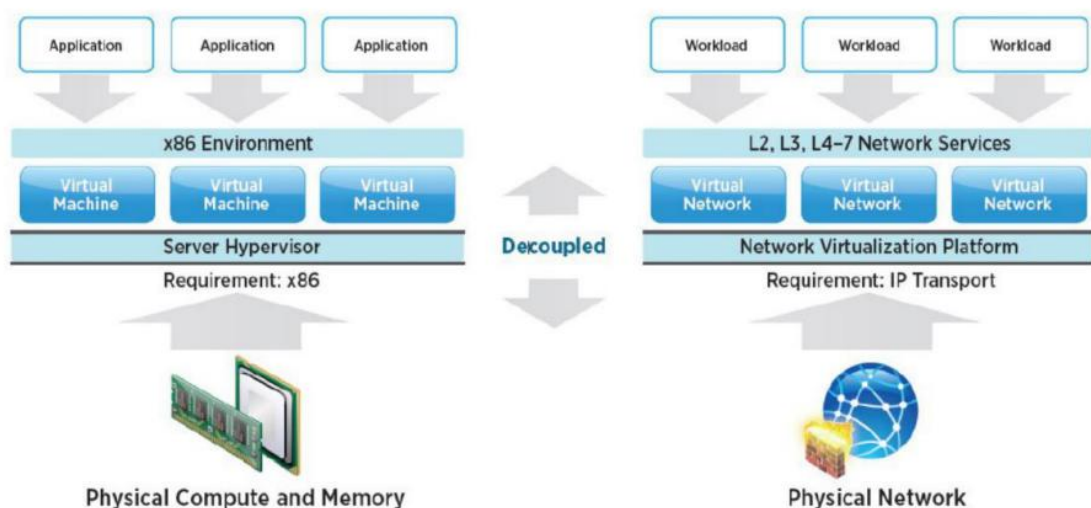 Application Application Application
x86 Environment
Virtual Machine Virtual Machine Virtual Machine
Server Hypervisor
Requirement: x86
Physical Compute and Memory
Decoupled
Workload Workload Workload
L2, L3, L4–7 Network Services
Virtual Network Virtual Network Virtual Network
Network Virtualization Platform
Requirement: IP Transport
Physical Network